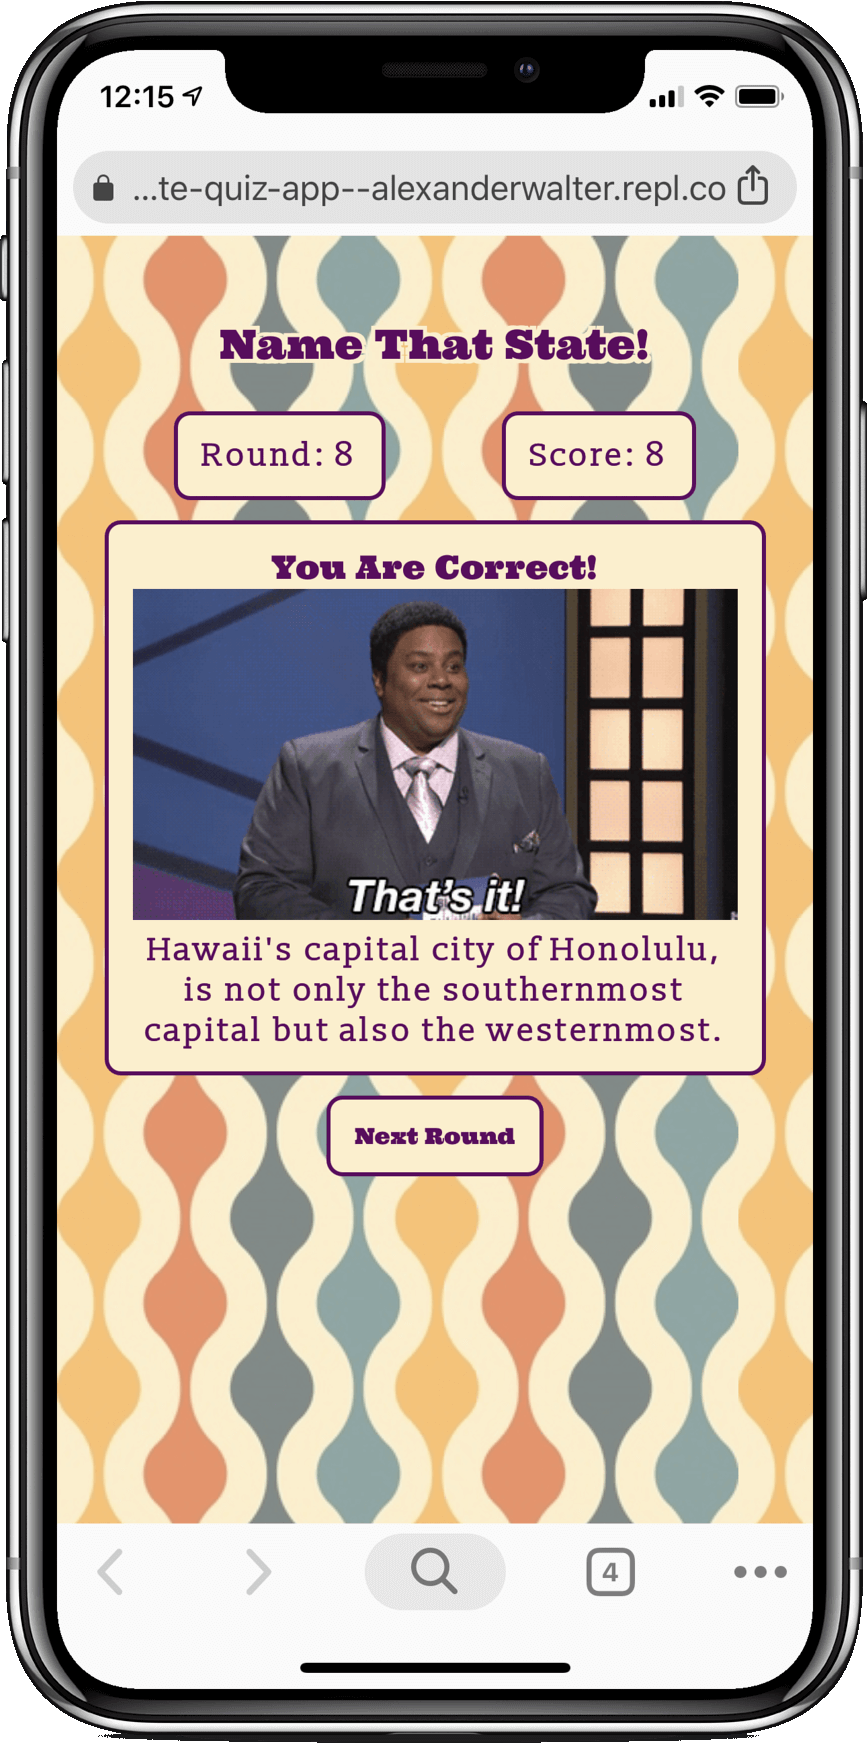 12:15
...te-quiz-app--alexanderwalter.repl.co
Name That State!
Round: 8
Score: 8
You Are Correct!
That's it!
Hawaii's capital city of Honolulu,
is not only the southernmost
capital but also the westernmost.
Next Round
4